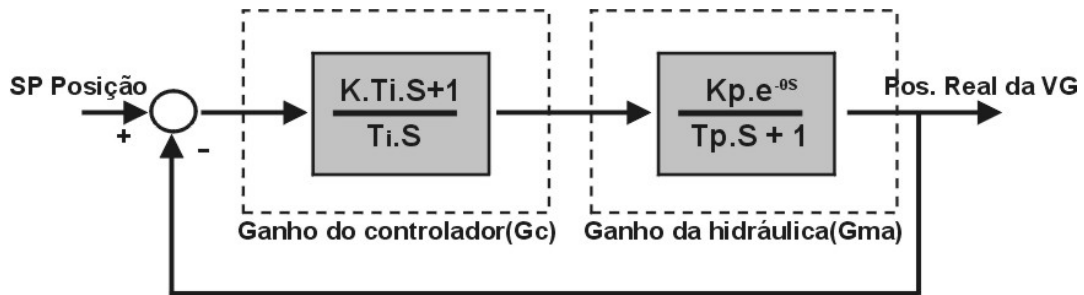 SP Posição
+
-
K.Ti.S+1
Ti.S
Ganho do controlador(Gc)
Kp.e^-θS
Tp.S + 1
Ganho da hidráulica(Gma)
Pos. Real da VG